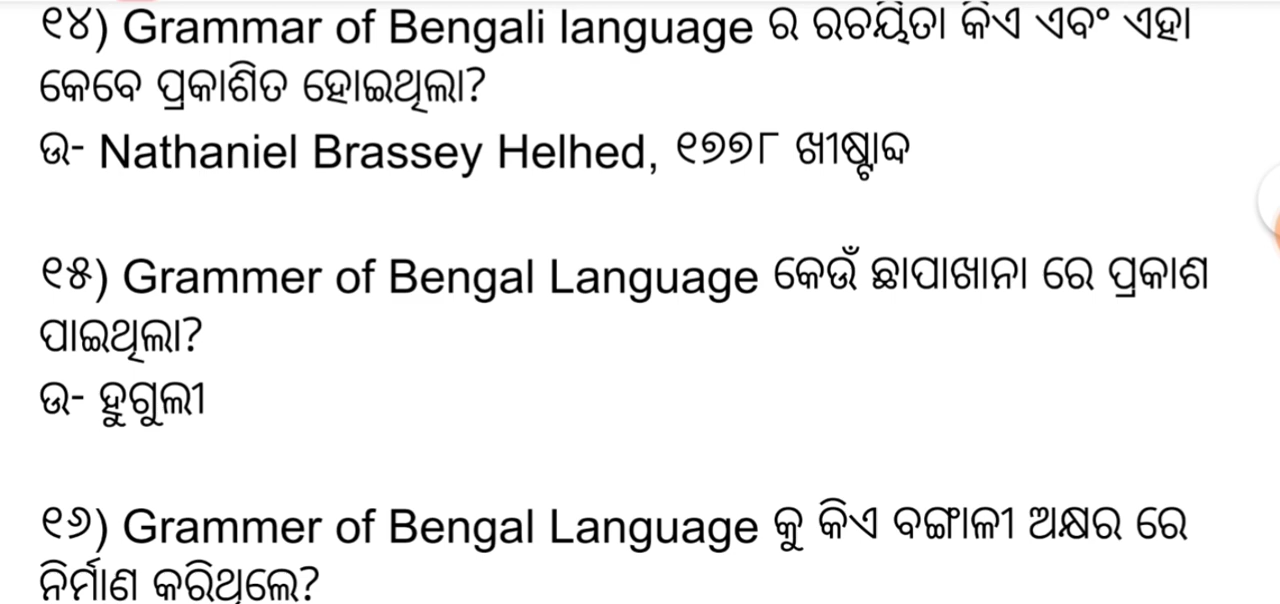 ୧୪) Grammar of Bengali language ର ରଚୟିତା କିଏ ଏବଂ ଏହା
କେବେ ପ୍ରକାଶିତ ହୋଇଥିଲା?
ଉ- Nathaniel Brassey Helhed, ୧୭୭୮ ଖ୍ରୀଷ୍ଟାବ୍ଦ
୧୫) Grammer of Bengal Language କେଉଁ ଛାପାଖାନା ରେ ପ୍ରକାଶ
ପାଇଥିଲା?
ଉ- ହୁଗୁଲୀ
୧୬) Grammer of Bengal Language କୁ କିଏ ବଙ୍ଗାଳୀ ଅକ୍ଷର ରେ
ନିର୍ମାଣ କରିଥିଲେ?